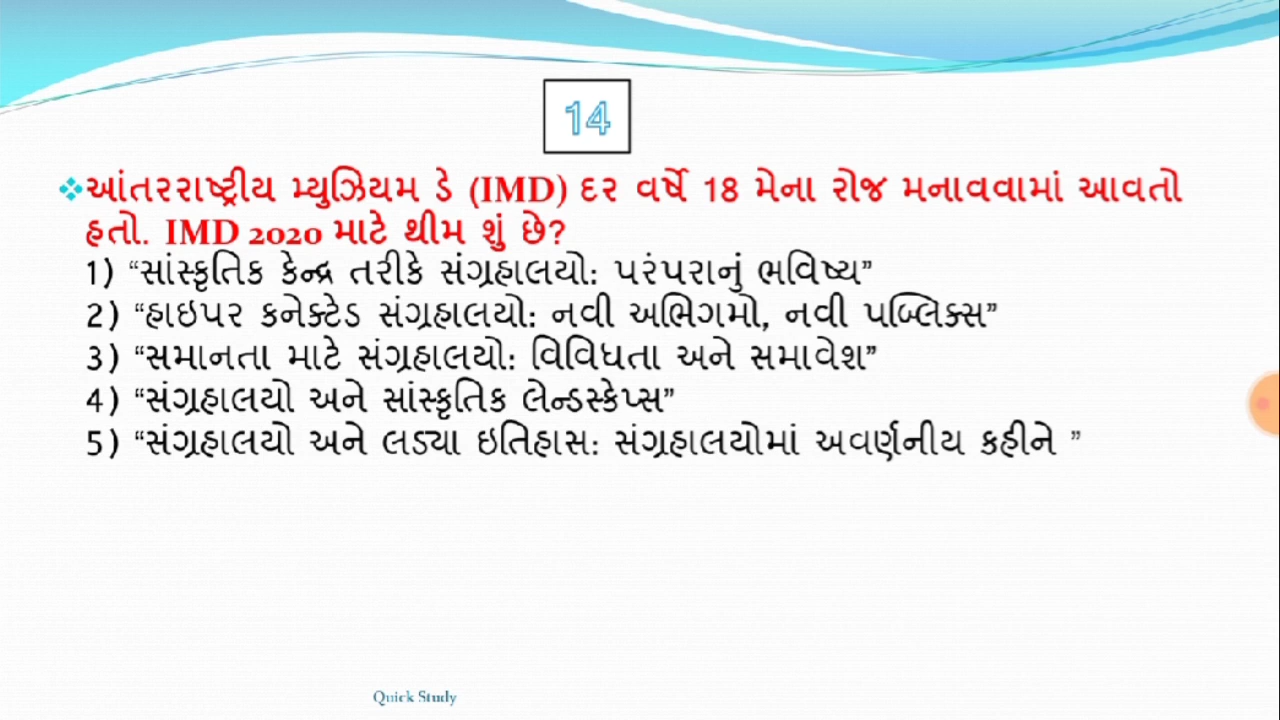 14
❖આંતરરાષ્ટ્રીય મ્યુઝિયમ ડે (IMD) દર વર્ષે 18 મેના રોજ મનાવવામાં આવતો
હતો. IMD 2020 માટે થીમ શું છે?
1) “સાંસ્કૃતિક કેન્દ્ર તરીકે સંગ્રહાલયો: પરંપરાનું ભવિષ્ય”
2) “હાઇપર કનેક્ટેડ સંગ્રહાલયો: નવી અભિગમો, નવી પબ્લિક્સ”
3) “સમાનતા માટે સંગ્રહાલયો: વિવિધતા અને સમાવેશ”
4) “સંગ્રહાલયો અને સાંસ્કૃતિક લેન્ડસ્કેપ્સ”
5) “સંગ્રહાલયો અને લડ્યા ઇતિહાસ: સંગ્રહાલયોમાં અવર્ણનીય કહીને ”
Quick Study